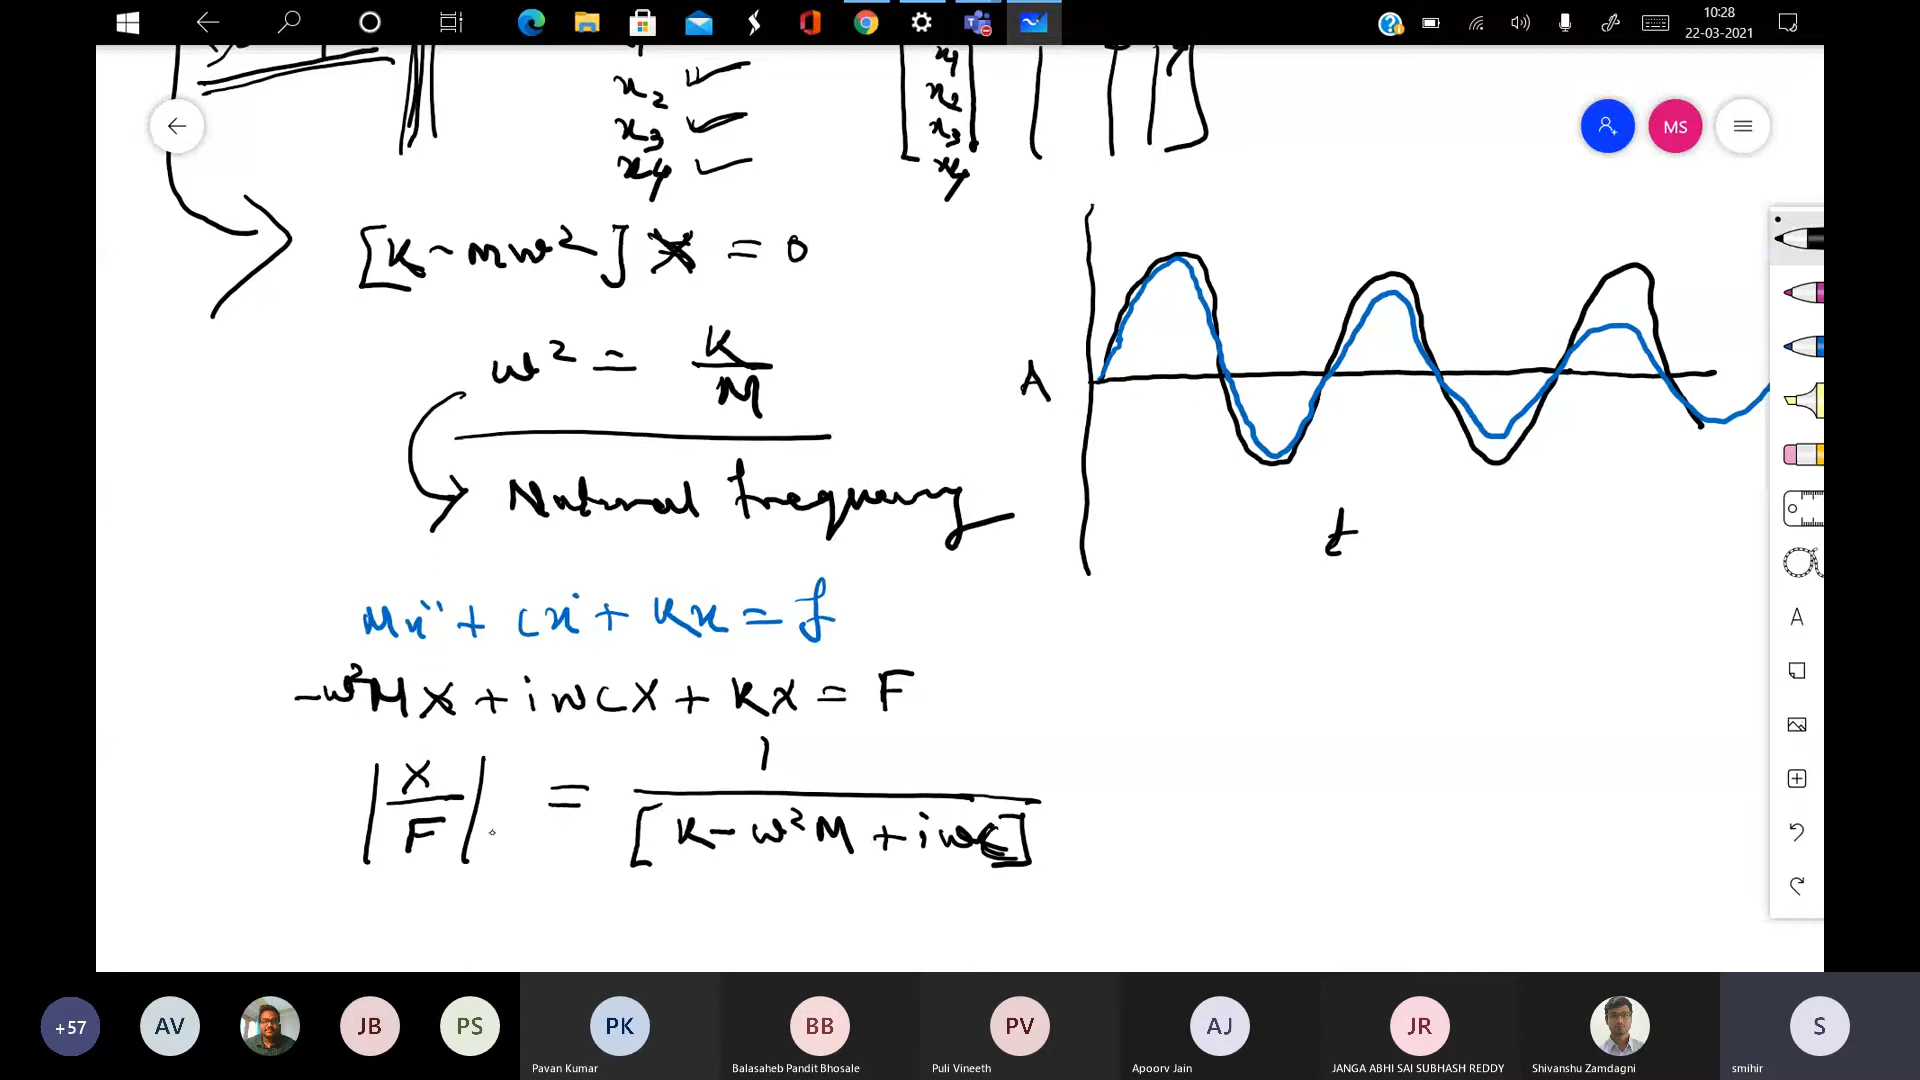 10:28
22-03-2021
x₁
x₂ x₂
x₃ x₃
x₄ x₄
MS
[K - mw²] X = 0
w² = K/M
A
Natural frequency
t
Mẍ + cẋ + Kx = f
-w²MX + iwcX + KX = F
|X/F| = 1/[K - w²M + iwc]
A
+57 AV JB PS PK BB PV AJ JR S
Pavan Kumar Balasaheb Pandit Bhosale Puli Vineeth Apoorv Jain JANGA ABHI SAI SUBHASH REDDY Shivanshu Zamdagni smihir